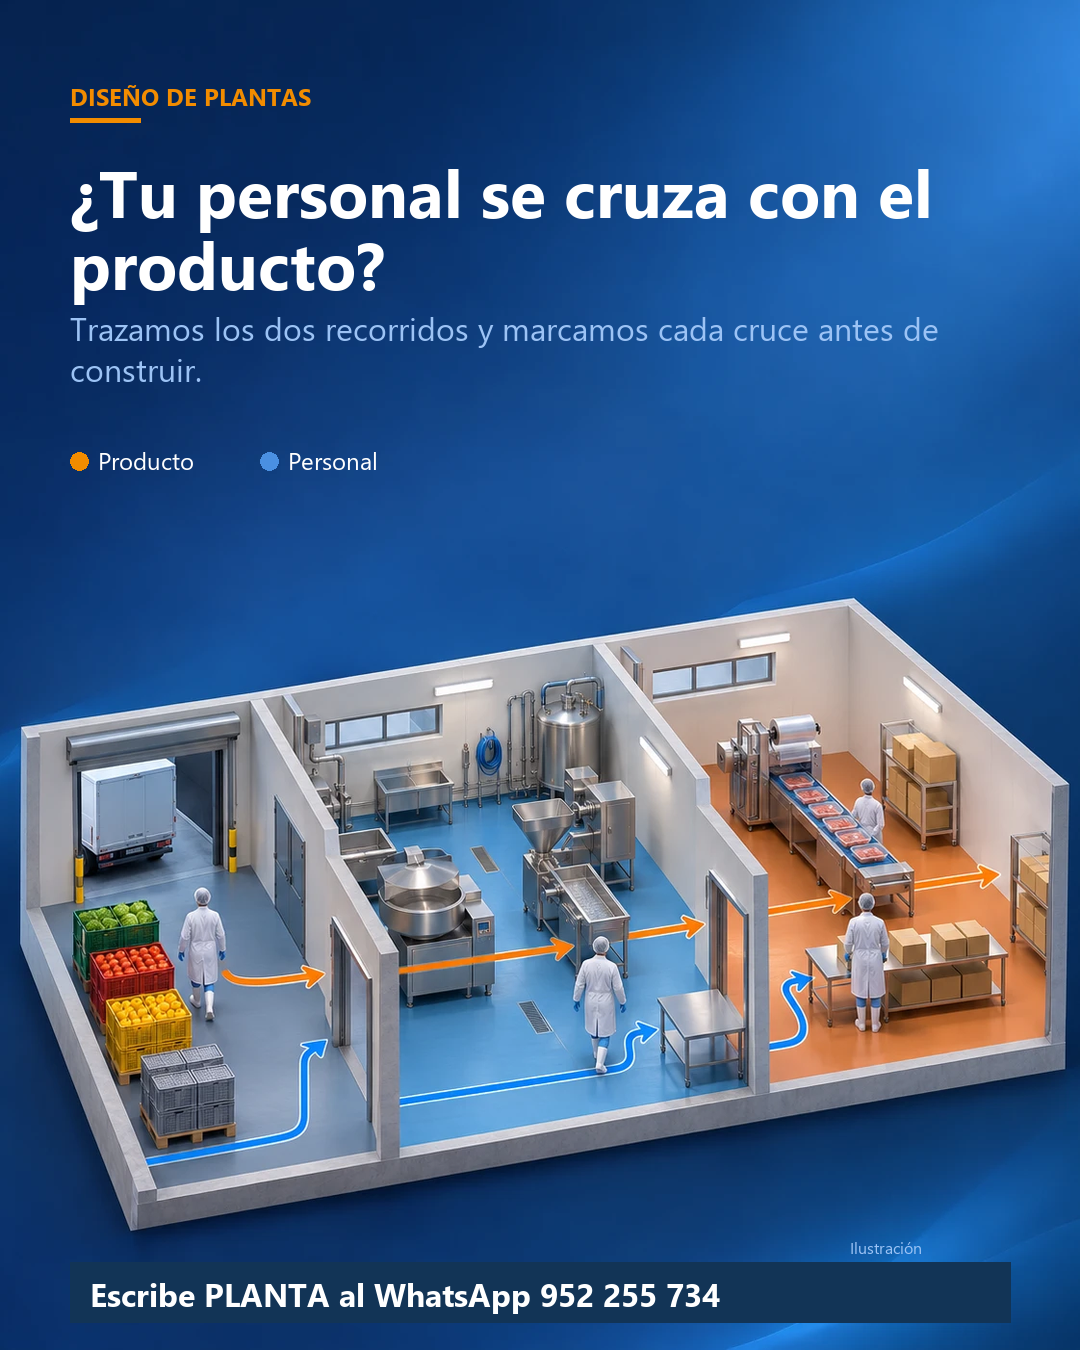 DISEÑO DE PLANTAS
¿Tu personal se cruza con el
producto?
Trazamos los dos recorridos y marcamos cada cruce antes de
construir.
Producto
Personal
Ilustración
Escribe PLANTA al WhatsApp 952 255 734